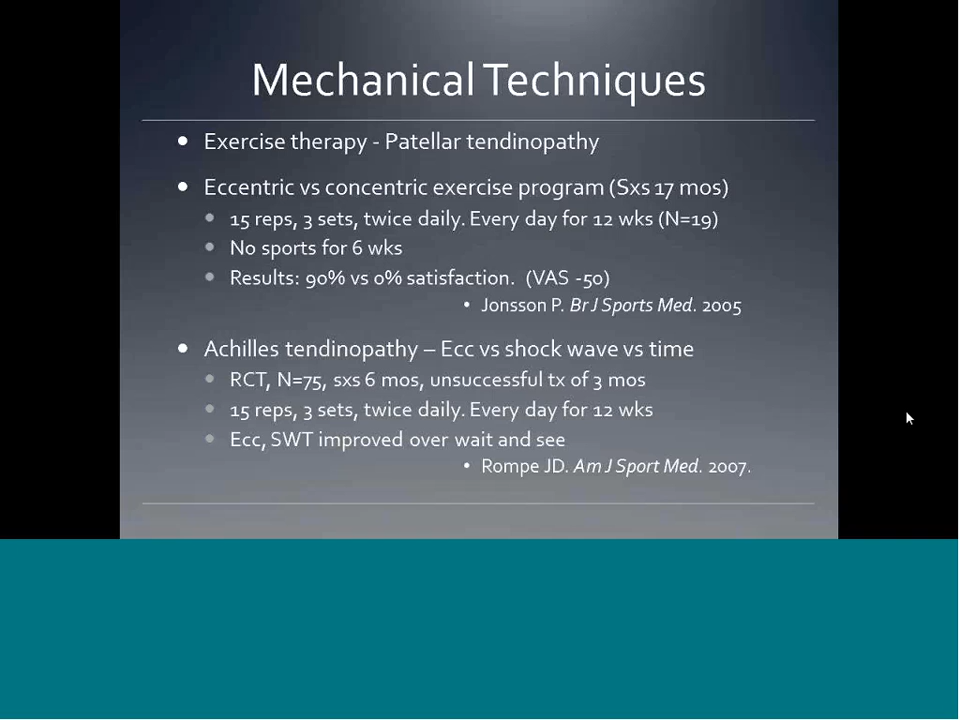 Mechanical Techniques
• Exercise therapy - Patellar tendinopathy
• Eccentric vs concentric exercise program (Sxs 17 mos)
• 15 reps, 3 sets, twice daily. Every day for 12 wks (N=19)
• No sports for 6 wks
• Results: 90% vs 0% satisfaction. (VAS -50)
• Jonsson P. Br J Sports Med. 2005
• Achilles tendinopathy – Ecc vs shock wave vs time
• RCT, N=75, sxs 6 mos, unsuccessful tx of 3 mos
• 15 reps, 3 sets, twice daily. Every day for 12 wks
• Ecc, SWT improved over wait and see
• Rompe JD. Am J Sport Med. 2007.